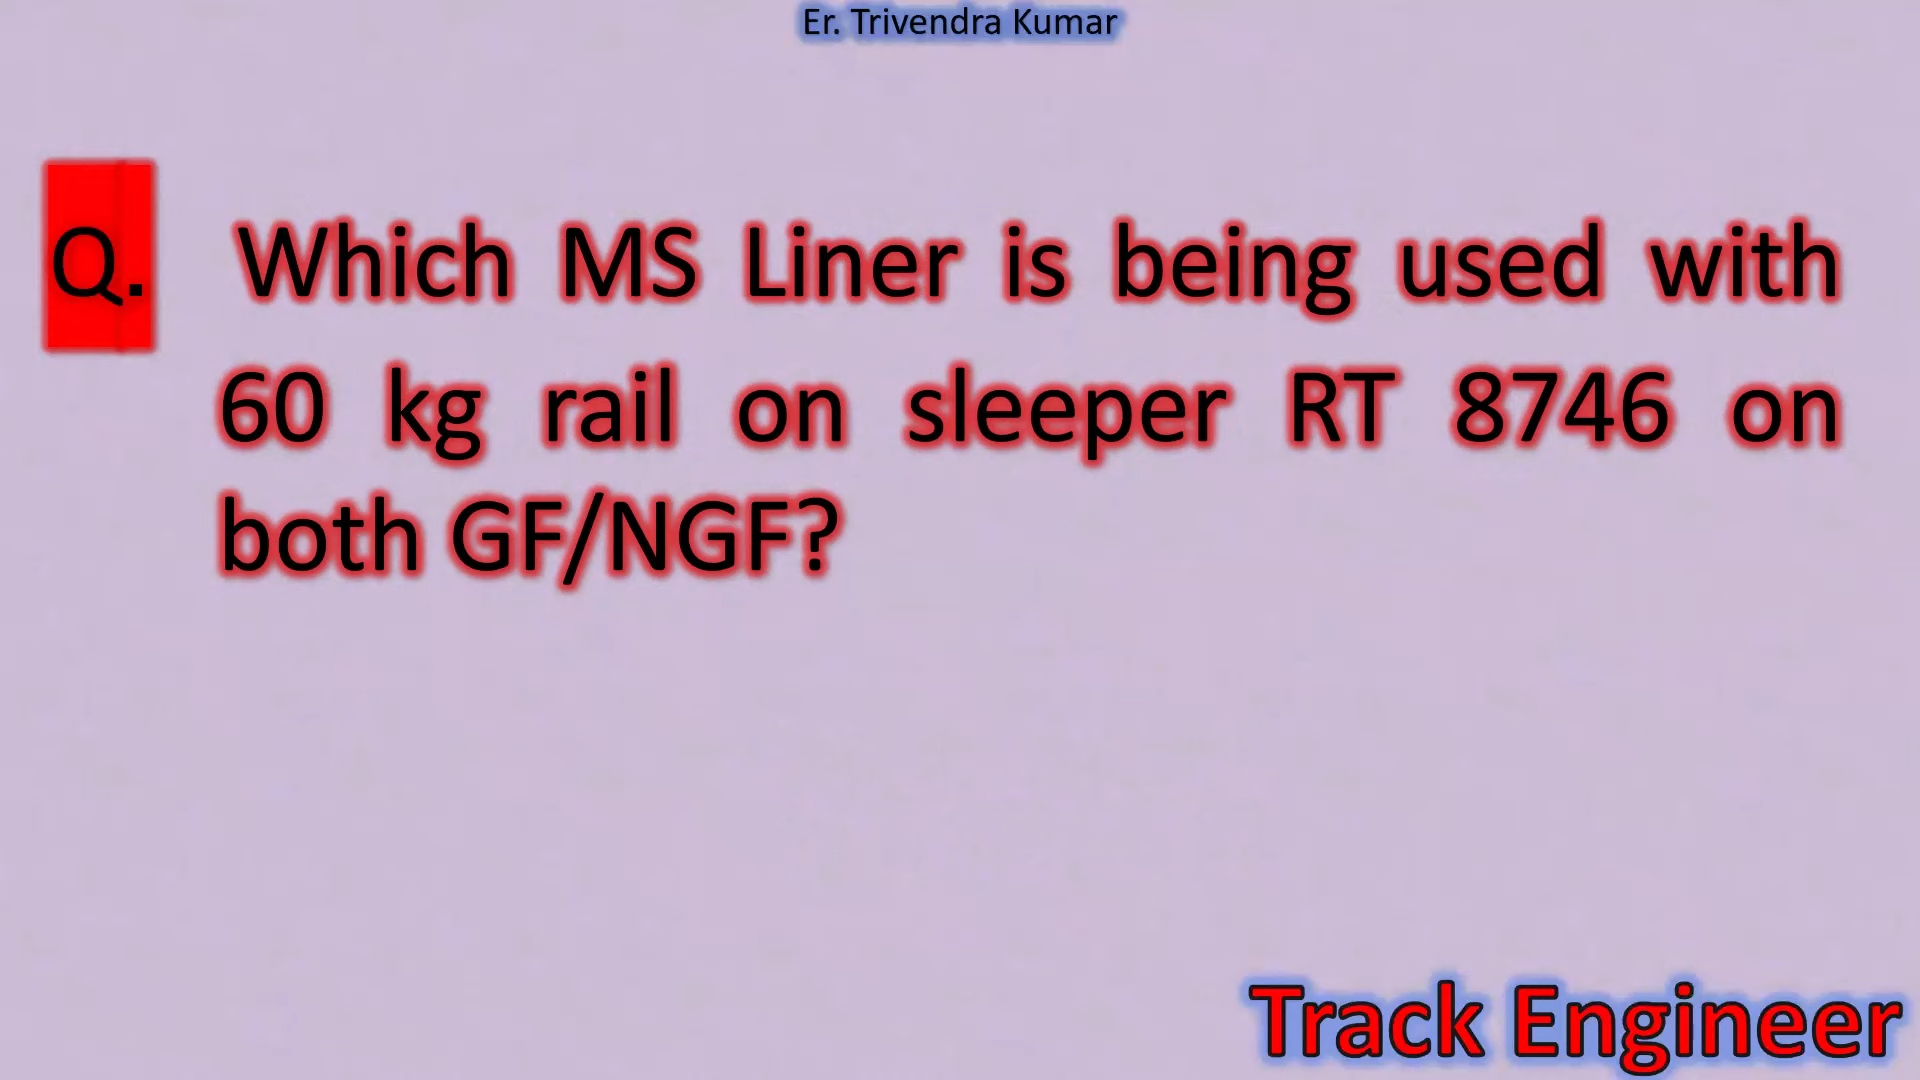 Er. Trivendra Kumar
Q. Which MS Liner is being used with
60 kg rail on sleeper RT 8746 on
both GF/NGF?
Track Engineer